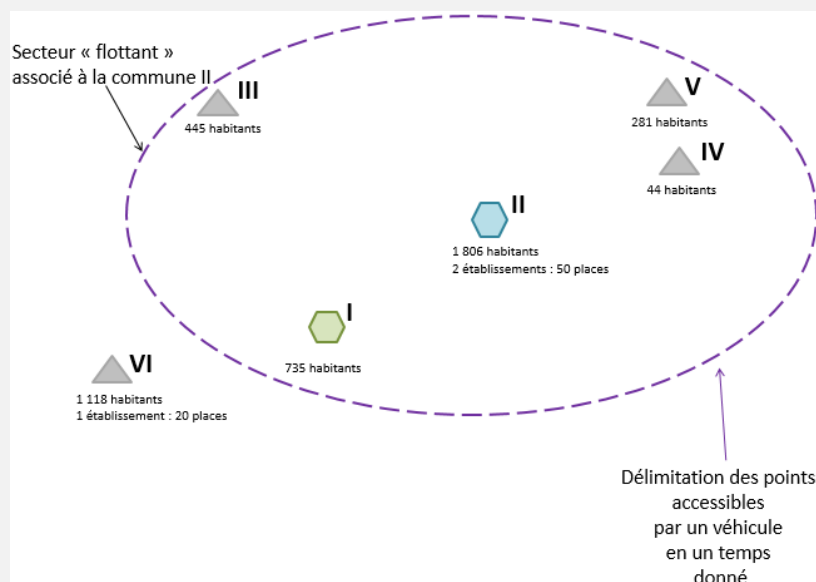 Secteur « flottant »
associé à la commune II
III
445 habitants
V
281 habitants
IV
44 habitants
II
1 806 habitants
2 établissements : 50 places
I
735 habitants
VI
1 118 habitants
1 établissement : 20 places
Délimitation des points
accessibles
par un véhicule
en un temps
donné